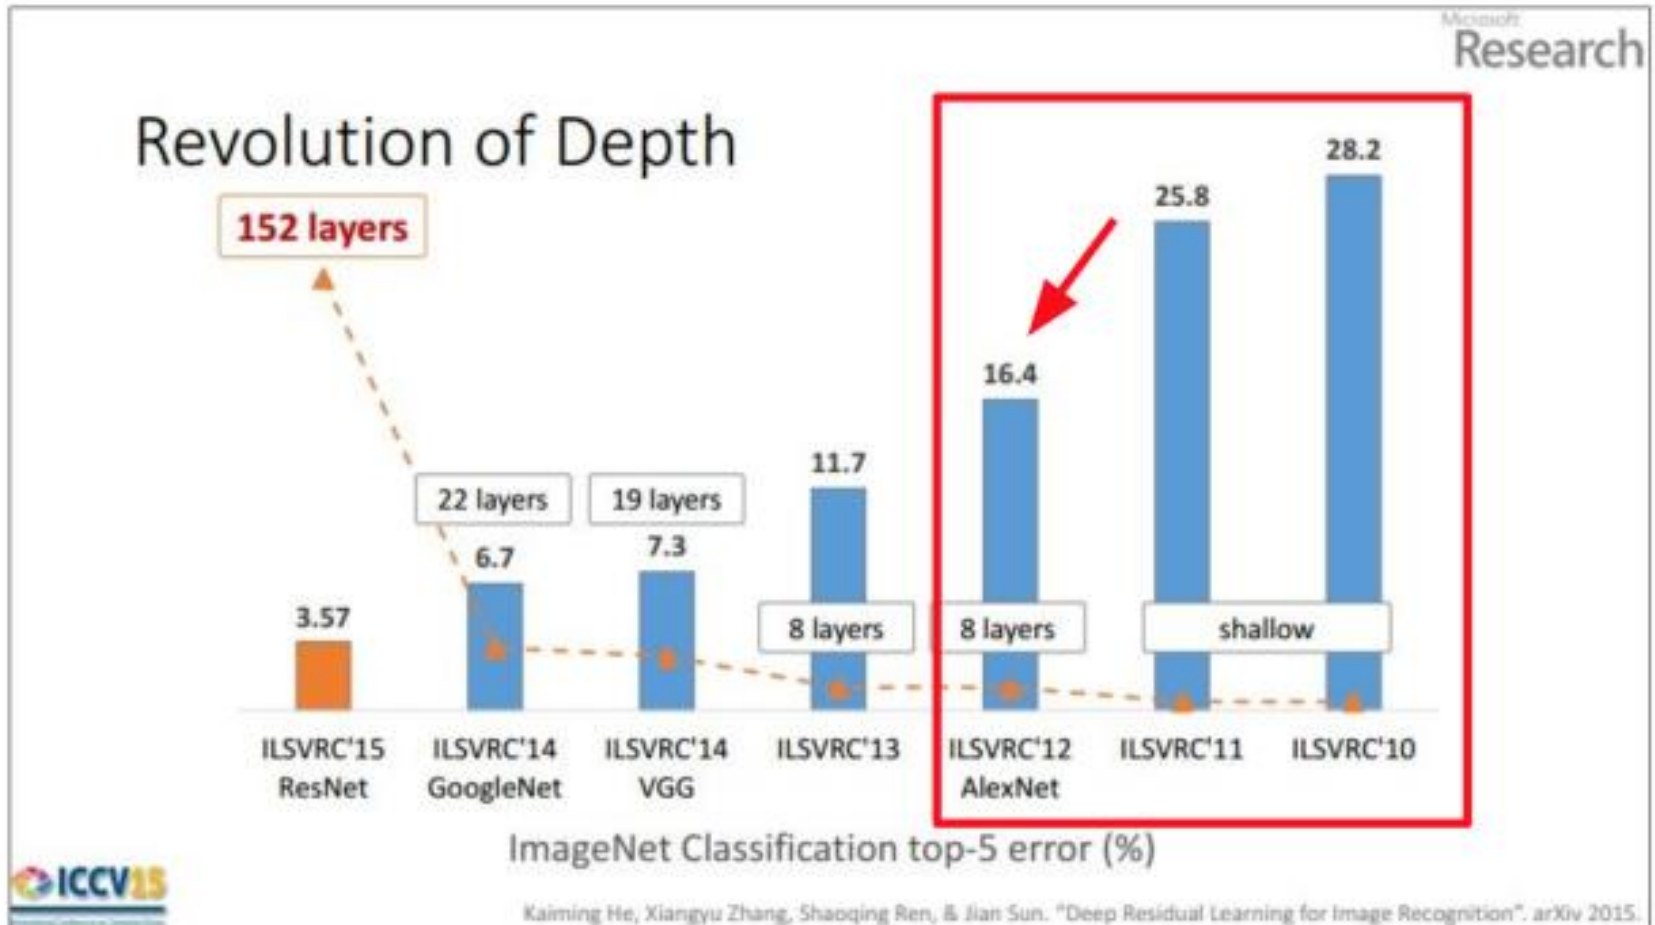 Microsoft
Research
Revolution of Depth
152 layers
28.2
25.8
16.4
11.7
22 layers
19 layers
6.7
7.3
3.57
8 layers
8 layers
shallow
ILSVRC'15
ResNet
ILSVRC'14
GoogleNet
ILSVRC'14
VGG
ILSVRC'13
ILSVRC'12
AlexNet
ILSVRC'11
ILSVRC'10
ImageNet Classification top-5 error (%)
ICCV15
Kaiming He, Xiangyu Zhang, Shaoqing Ren, & Jian Sun. "Deep Residual Learning for Image Recognition". arXiv 2015.